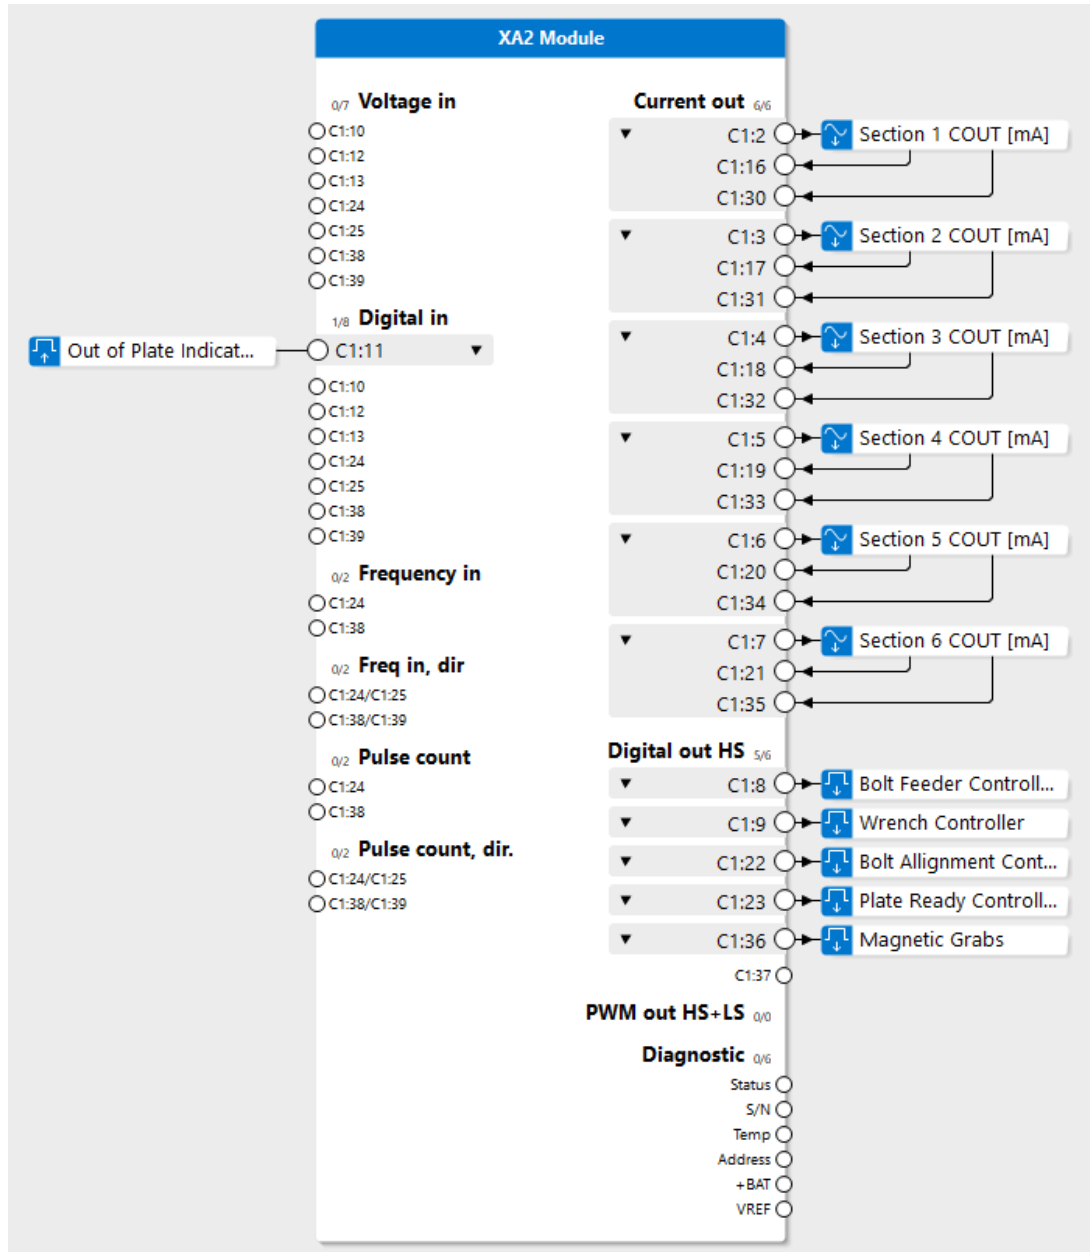 XA2 Module
0/7 Voltage in
C1:10
C1:12
C1:13
C1:24
C1:25
C1:38
C1:39
1/8 Digital in
Out of Plate Indicat...
C1:11
C1:10
C1:12
C1:13
C1:24
C1:25
C1:38
C1:39
0/2 Frequency in
C1:24
C1:38
0/2 Freq in, dir
C1:24/C1:25
C1:38/C1:39
0/2 Pulse count
C1:24
C1:38
0/2 Pulse count, dir.
C1:24/C1:25
C1:38/C1:39
Current out 6/6
C1:2 Section 1 COUT [mA]
C1:16
C1:30
C1:3 Section 2 COUT [mA]
C1:17
C1:31
C1:4 Section 3 COUT [mA]
C1:18
C1:32
C1:5 Section 4 COUT [mA]
C1:19
C1:33
C1:6 Section 5 COUT [mA]
C1:20
C1:34
C1:7 Section 6 COUT [mA]
C1:21
C1:35
Digital out HS 5/6
C1:8 Bolt Feeder Controll...
C1:9 Wrench Controller
C1:22 Bolt Allignment Cont...
C1:23 Plate Ready Controll...
C1:36 Magnetic Grabs
C1:37
PWM out HS+LS 0/0
Diagnostic 0/6
Status
S/N
Temp
Address
+BAT
VREF